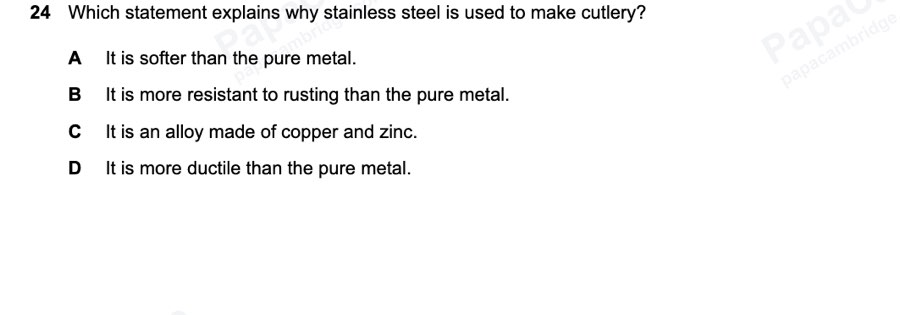 24 Which statement explains why stainless steel is used to make cutlery?
A It is softer than the pure metal.
B It is more resistant to rusting than the pure metal.
C It is an alloy made of copper and zinc.
D It is more ductile than the pure metal.
papacambridge